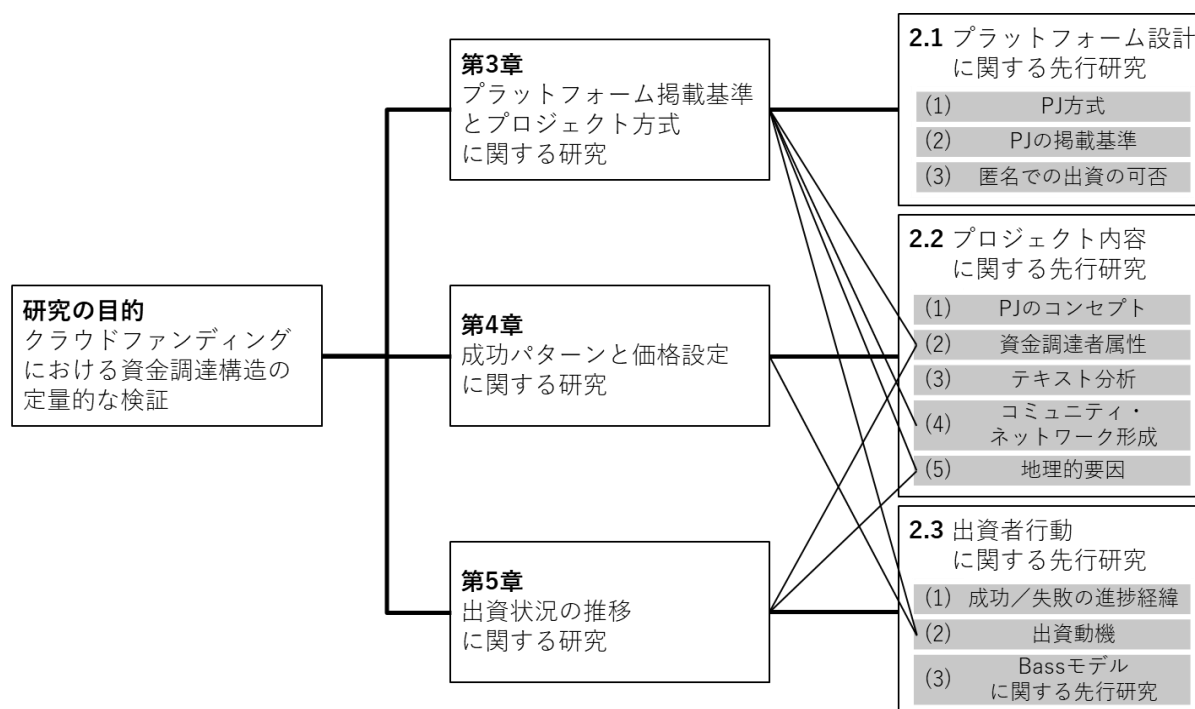 研究の目的
クラウドファンディング
における資金調達構造の
定量的な検証
第3章
プラットフォーム掲載基準
とプロジェクト方式
に関する研究
第4章
成功パターンと価格設定
に関する研究
第5章
出資状況の推移
に関する研究
2.1 プラットフォーム設計
に関する先行研究
(1) PJ方式
(2) PJの掲載基準
(3) 匿名での出資の可否
2.2 プロジェクト内容
に関する先行研究
(1) PJのコンセプト
(2) 資金調達者属性
(3) テキスト分析
(4) コミュニティ・
ネットワーク形成
(5) 地理的要因
2.3 出資者行動
に関する先行研究
(1) 成功／失敗の進捗経緯
(2) 出資動機
(3) Bassモデル
に関する先行研究